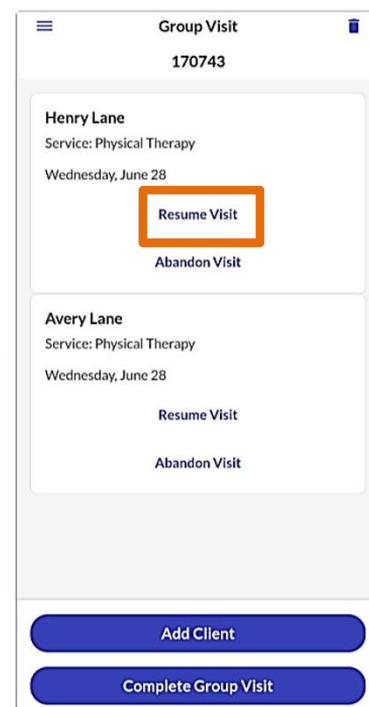 Group Visit
170743
Henry Lane
Service: Physical Therapy
Wednesday, June 28
Resume Visit
Abandon Visit
Avery Lane
Service: Physical Therapy
Wednesday, June 28
Resume Visit
Abandon Visit
Add Client
Complete Group Visit